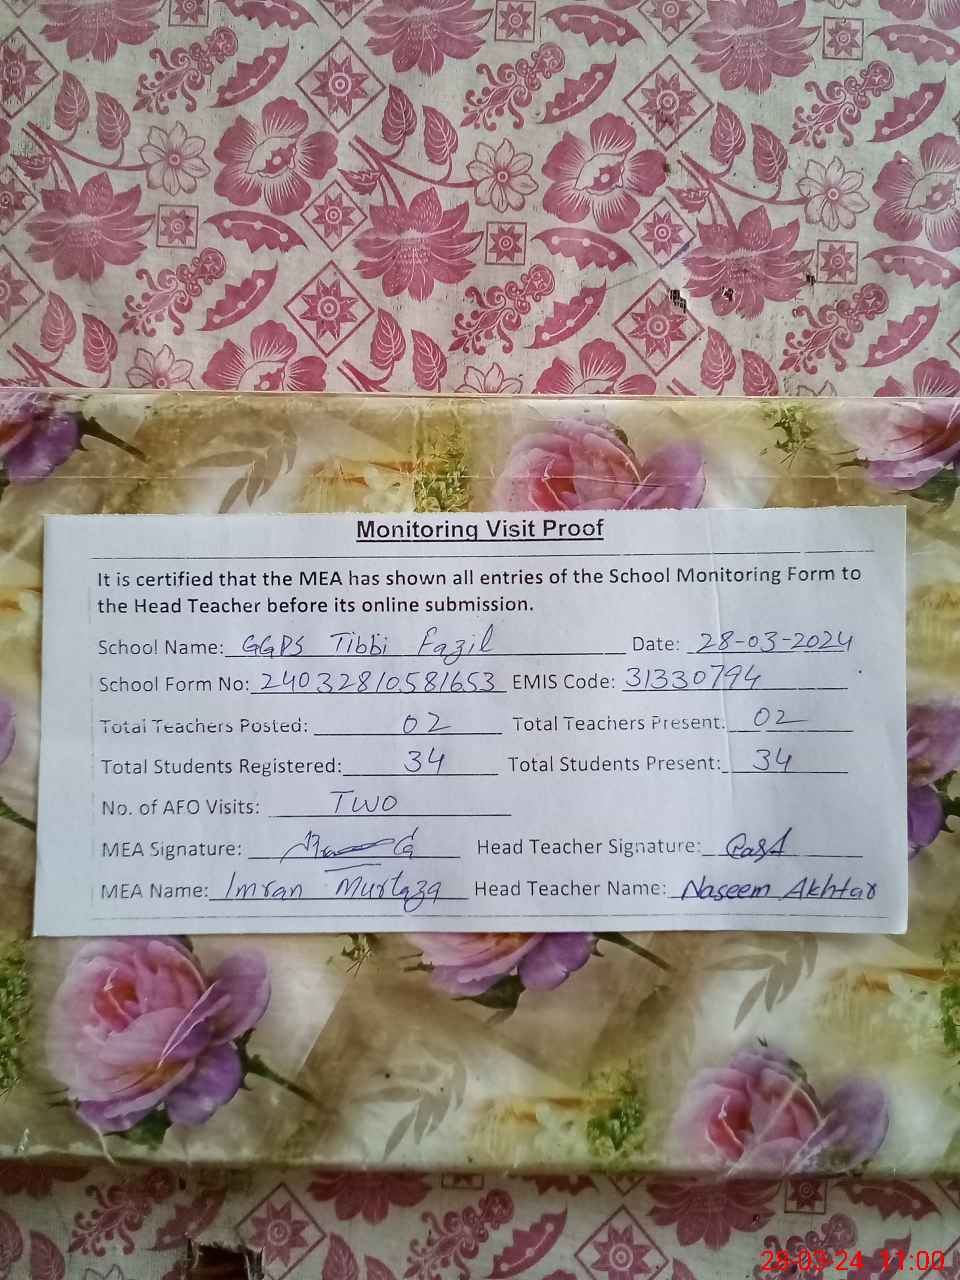 Monitoring Visit Proof
It is certified that the MEA has shown all entries of the School Monitoring Form to
the Head Teacher before its online submission.
School Name: GGPS Tibbi Fazil Date: 28-03-2024
School Form No: 24032810581653 EMIS Code: 31330794
Total Teachers Posted: 02 Total Teachers Present: 02
Total Students Registered: 34 Total Students Present: 34
No. of AFO Visits: TWO
MEA Signature: Head Teacher Signature:
MEA Name: Imran Murtaza Head Teacher Name: Naseem Akhtar
28-03-24 11:00